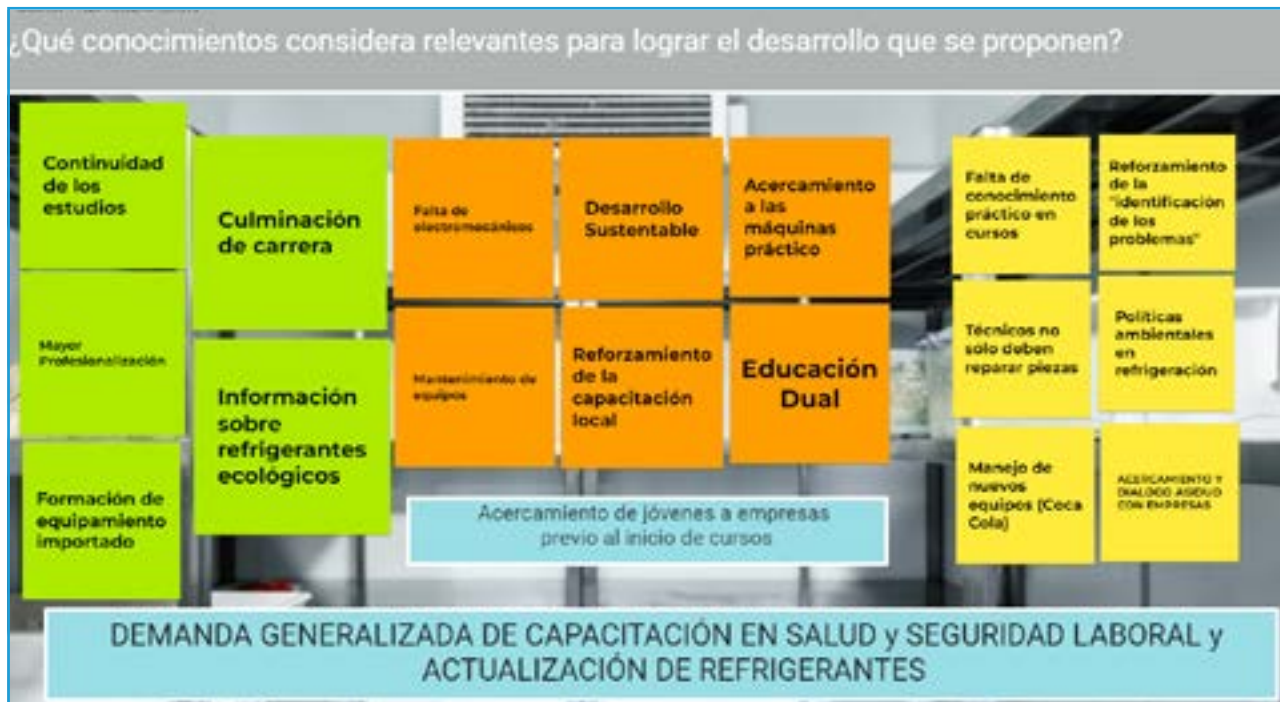 ¿Qué conocimientos considera relevantes para lograr el desarrollo que se proponen?
Continuidad
de los
estudios
Mayor
Profesionalización
Formación de
equipamiento
importado
Culminación
de carrera
Información
sobre
refrigerantes
ecológicos
Falta de
electromecánicos
Desarrollo
Sustentable
Acercamiento
a las
máquinas
práctico
Mantenimiento de
equipos
Reforzamiento
de la
capacitación
local
Educación
Dual
Acercamiento de jóvenes a empresas
previo al inicio de cursos
Falta de
conocimiento
práctico en
cursos
Reforzamiento
de la
"identificación
de los
problemas"
Técnicos no
sólo deben
reparar piezas
Políticas
ambientales
en
refrigeración
Manejo de
nuevos
equipos (Coca
Cola)
ACERCAMIENTO Y
DIALOGO ASIDUO
CON EMPRESAS
DEMANDA GENERALIZADA DE CAPACITACIÓN EN SALUD y SEGURIDAD LABORAL y
ACTUALIZACIÓN DE REFRIGERANTES